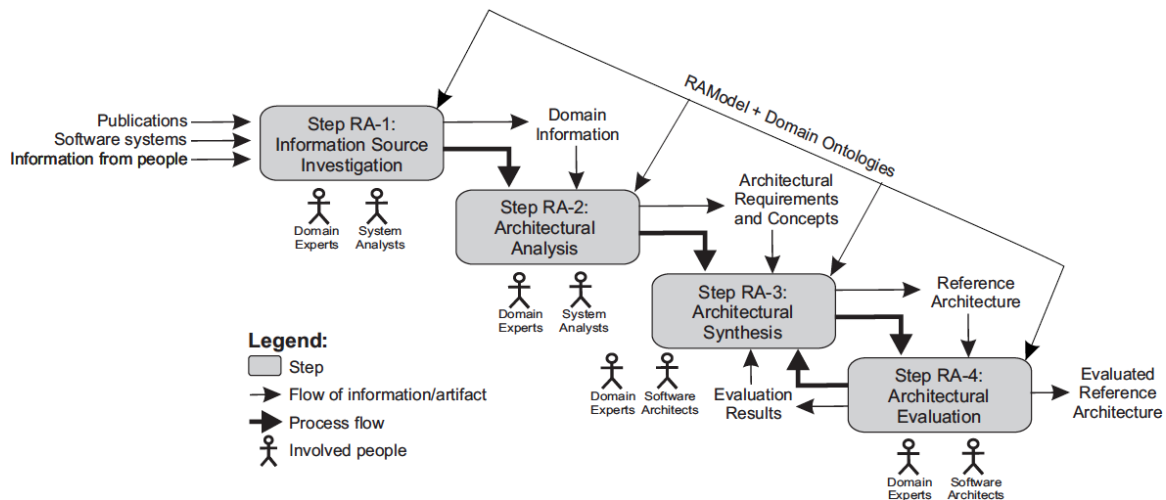 RAModel + Domain Ontologies
Publications
Software systems
Information from people
Step RA-1:
Information Source
Investigation
Domain
Information
Domain
Experts
System
Analysts
Step RA-2:
Architectural
Analysis
Architectural
Requirements
and Concepts
Domain
Experts
System
Analysts
Step RA-3:
Architectural
Synthesis
Reference
Architecture
Domain
Experts
Software
Architects
Evaluation
Results
Step RA-4:
Architectural
Evaluation
Evaluated
Reference
Architecture
Domain
Experts
Software
Architects
Legend:
Step
Flow of information/artifact
Process flow
Involved people